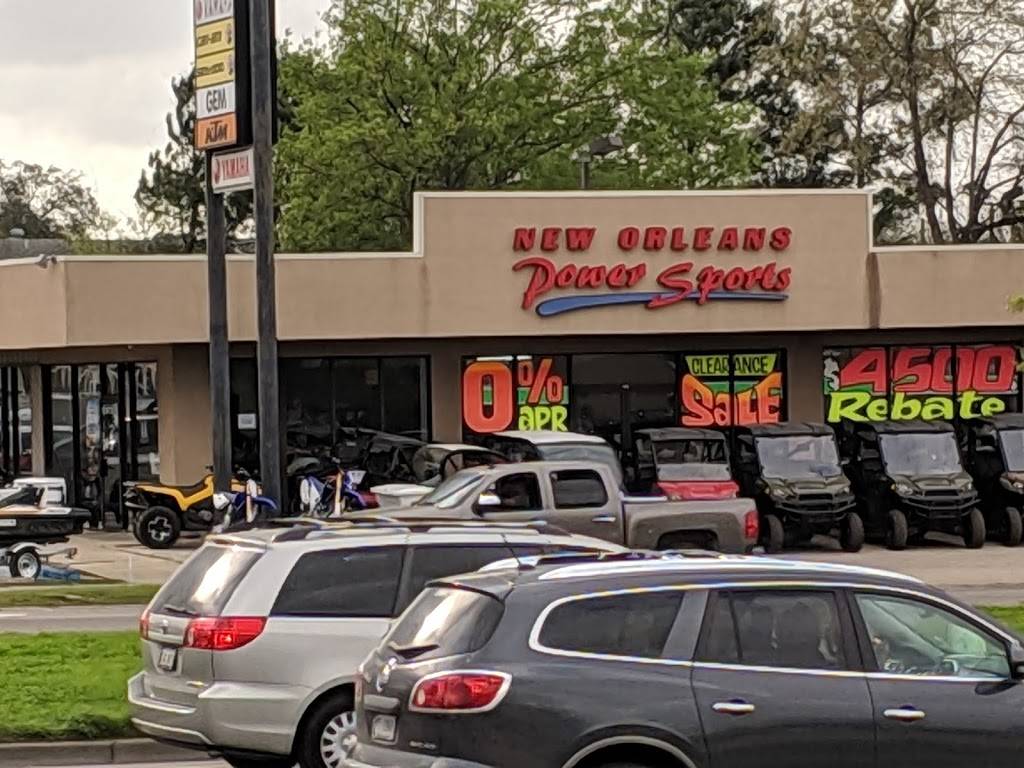 GEM
KTM
YAMAHA
NEW ORLEANS
Power Sports
0% APR
CLEARANCE
SALE
$4500
Rebate